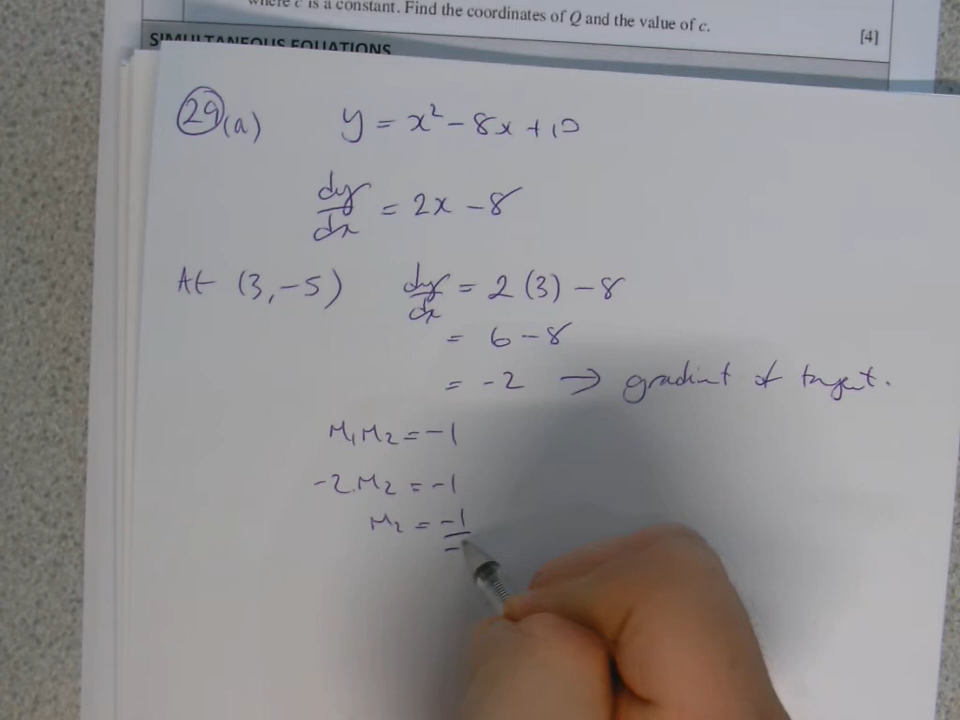 where c is a constant. Find the coordinates of Q and the value of c.
[4]
SIMULTANEOUS EQUATIONS
29 (a) y = x² - 8x + 10
dy/dx = 2x - 8
At (3, -5) dy/dx = 2(3) - 8
= 6 - 8
= -2 → gradient of tangent.
M₁M₂ = -1
-2.M₂ = -1
M₂ = -1/-